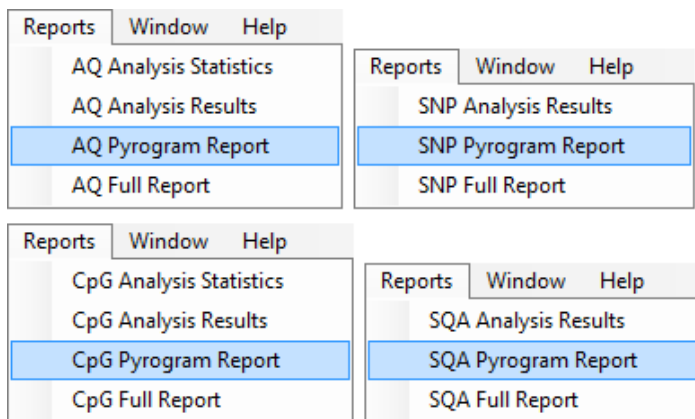 Reports Window Help
AQ Analysis Statistics
AQ Analysis Results
AQ Pyrogram Report
AQ Full Report
Reports Window Help
SNP Analysis Results
SNP Pyrogram Report
SNP Full Report
Reports Window Help
CpG Analysis Statistics
CpG Analysis Results
CpG Pyrogram Report
CpG Full Report
Reports Window Help
SQA Analysis Results
SQA Pyrogram Report
SQA Full Report